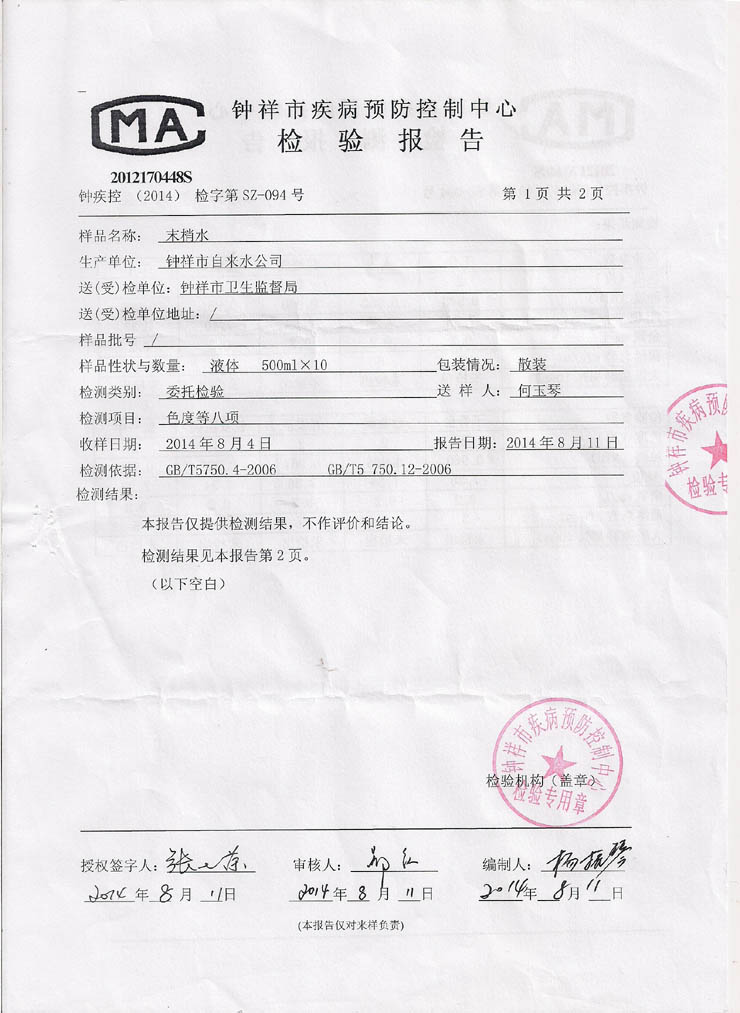 MA
钟祥市疾病预防控制中心
检验报告
2012170448S
钟疾控 （2014） 检字第 SZ-094 号 第 1 页 共 2 页
样品名称： 末档水
生产单位： 钟祥市自来水公司
送(受)检单位： 钟祥市卫生监督局
送(受)检单位地址： /
样品批号 /
样品性状与数量： 液体 500ml×10 包装情况： 散装
检测类别： 委托检验 送 样 人： 何玉琴
检测项目： 色度等八项
收样日期： 2014 年 8 月 4 日 报告日期： 2014 年 8 月 11 日
检测依据： GB/T5750.4-2006 GB/T5 750.12-2006
检测结果：
本报告仅提供检测结果，不作评价和结论。
检测结果见本报告第 2 页。
（以下空白）
钟祥市疾病预
检验专
钟祥市疾病预防控制中心
检验机构（盖章）
检验专用章
授权签字人： 审核人： 编制人：
2014 年 8 月 11 日 2014 年 8 月 11 日 2014 年 8 月 11 日
(本报告仅对来样负责)